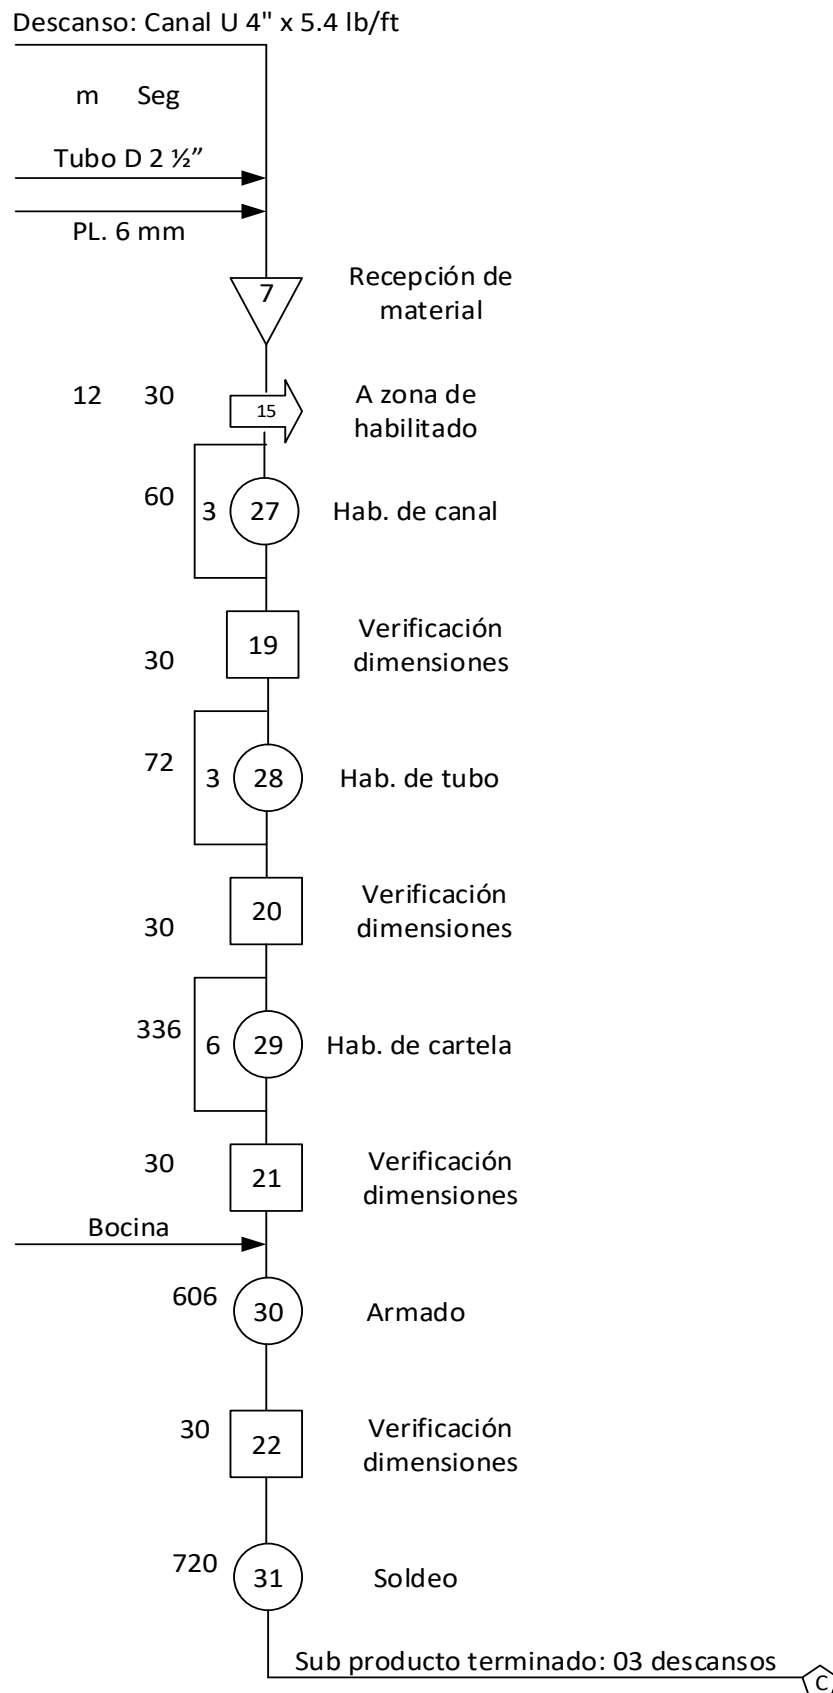 Descanso: Canal U 4" x 5.4 lb/ft
m Seg
Tubo D 2 ½”
PL. 6 mm
7
Recepción de
material
12 30
15
A zona de
habilitado
60
3
27
Hab. de canal
19
Verificación
dimensiones
30
72
3
28
Hab. de tubo
20
Verificación
dimensiones
30
336
6
29
Hab. de cartela
30
21
Verificación
dimensiones
Bocina
606
30
Armado
30
22
Verificación
dimensiones
720
31
Soldeo
Sub producto terminado: 03 descansos
C